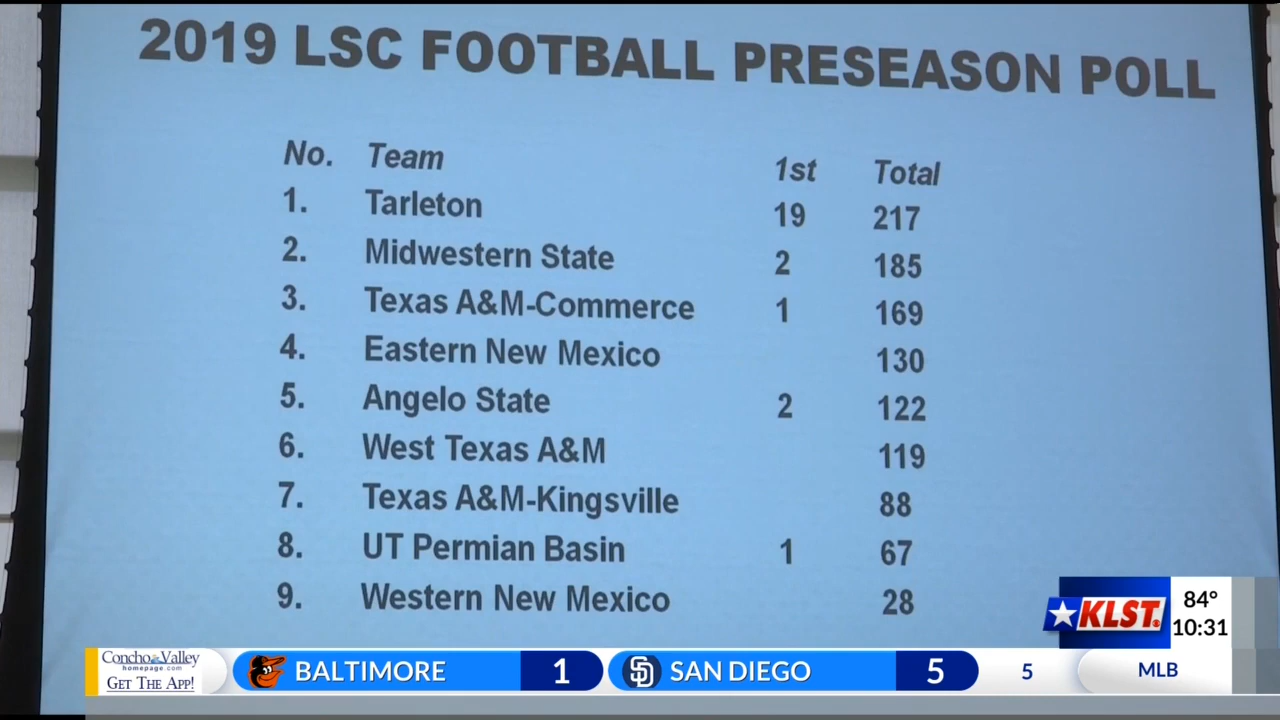 2019 LSC FOOTBALL PRESEASON POLL
No. Team 1st Total
1. Tarleton 19 217
2. Midwestern State 2 185
3. Texas A&M-Commerce 1 169
4. Eastern New Mexico 130
5. Angelo State 2 122
6. West Texas A&M 119
7. Texas A&M-Kingsville 88
8. UT Permian Basin 1 67
9. Western New Mexico 28
KLST 84°
10:31
Concho Valley
homepage.com
GET THE APP!
BALTIMORE 1 SD SAN DIEGO 5 5 MLB